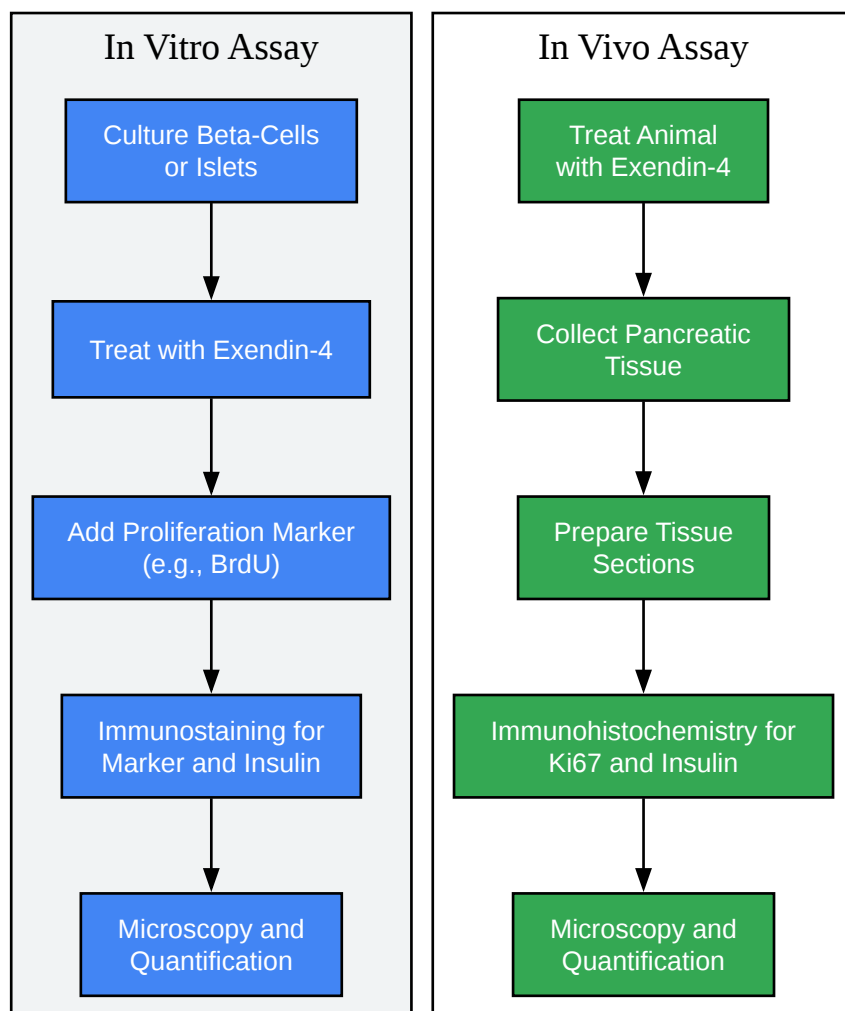 In Vitro Assay
Culture Beta-Cells
or Islets
Treat with Exendin-4
Add Proliferation Marker
(e.g., BrdU)
Immunostaining for
Marker and Insulin
Microscopy and
Quantification
In Vivo Assay
Treat Animal
with Exendin-4
Collect Pancreatic
Tissue
Prepare Tissue
Sections
Immunohistochemistry for
Ki67 and Insulin
Microscopy and
Quantification